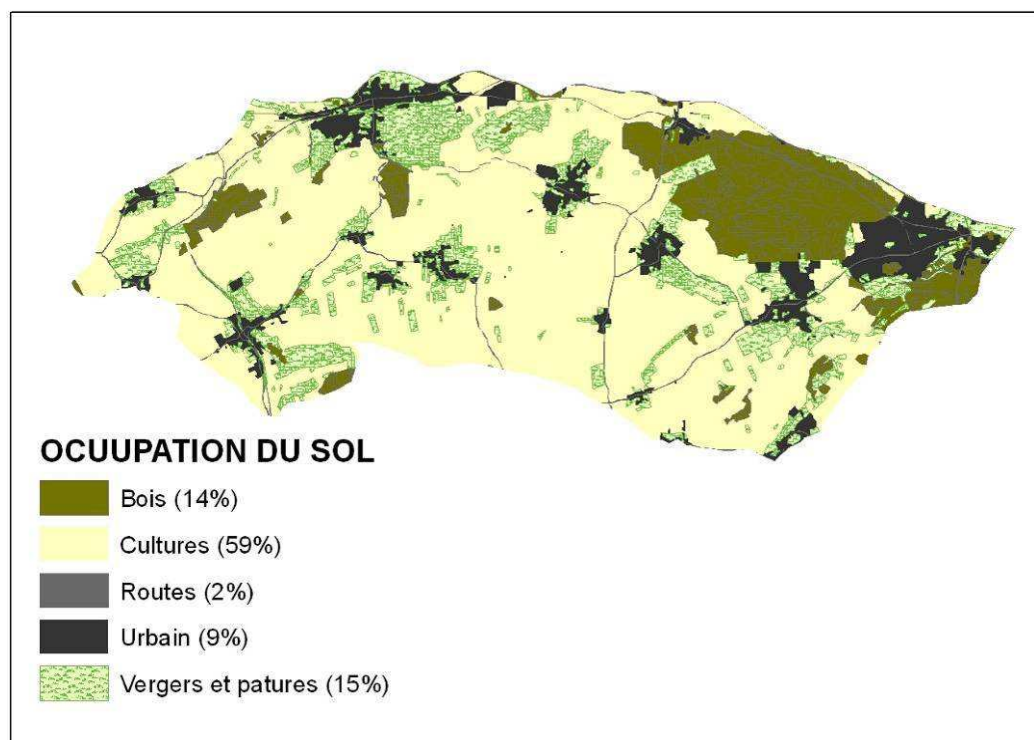 OCUUPATION DU SOL
Bois (14%)
Cultures (59%)
Routes (2%)
Urbain (9%)
Vergers et patures (15%)